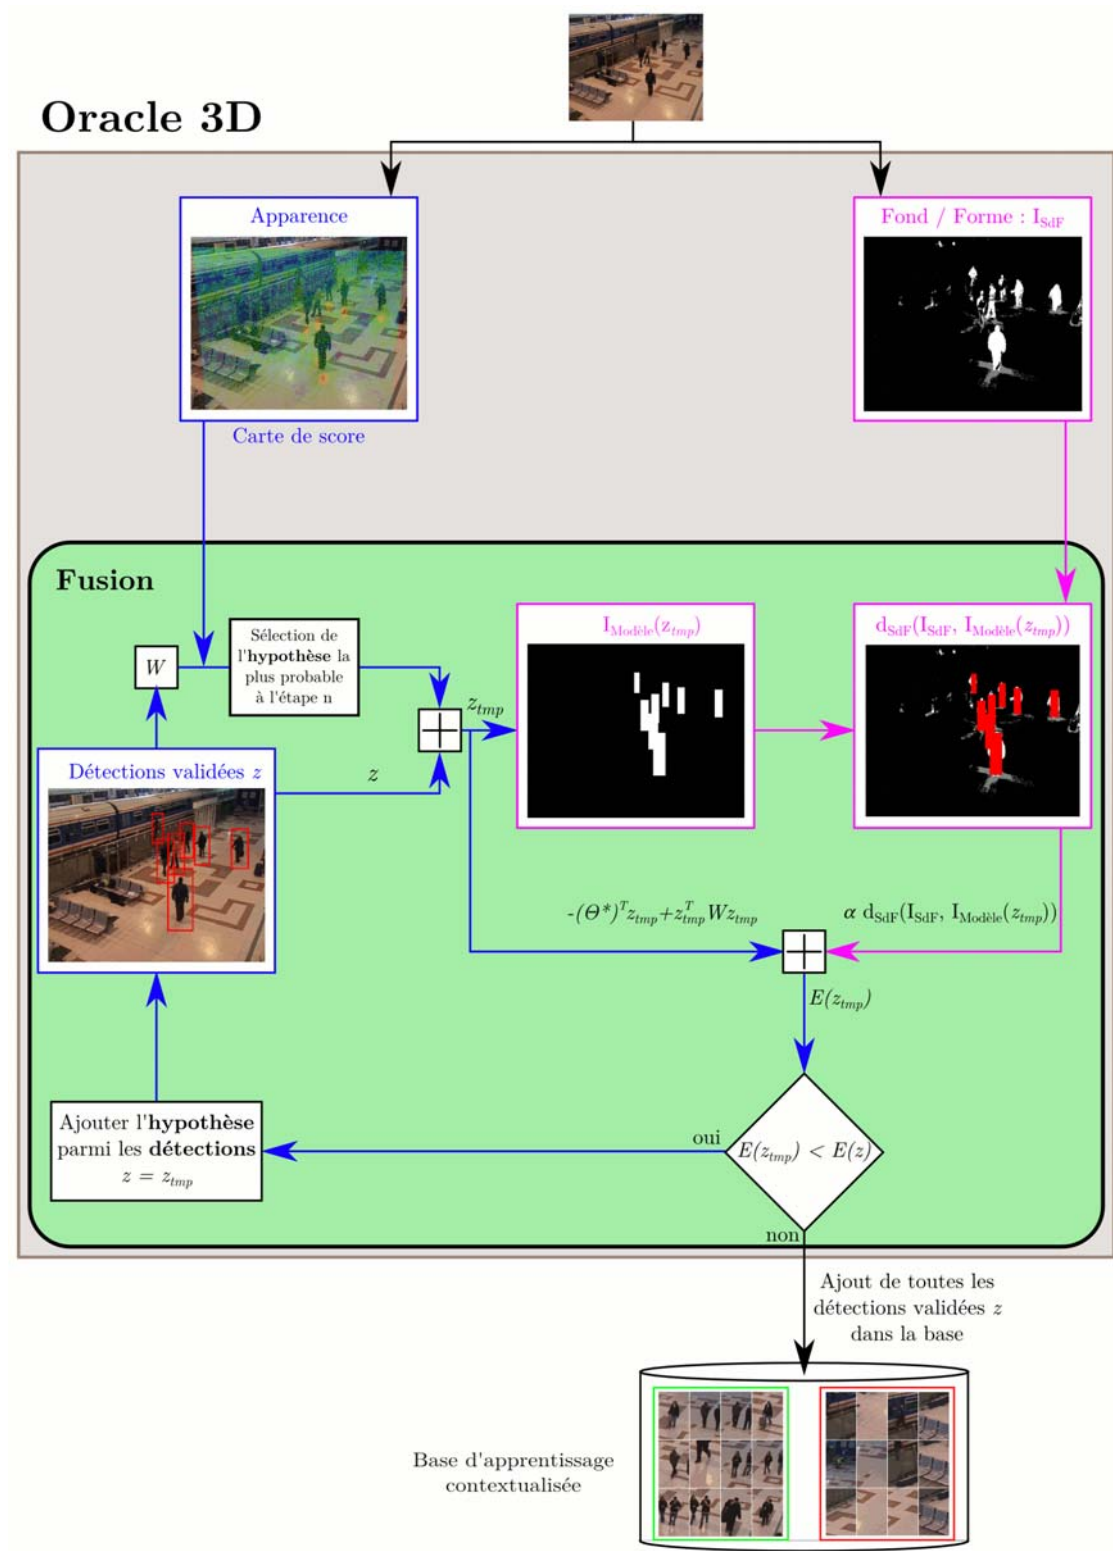 Oracle 3D
Apparence
Fond / Forme : I_SdF
Carte de score
Fusion
W
Sélection de
l'hypothèse la
plus probable
à l'étape n
z_tmp
I_Modèle(z_tmp)
d_SdF(I_SdF, I_Modèle(z_tmp))
Détections validées z
z
-(Θ*)^T z_tmp+z_tmp^T Wz_tmp
α d_SdF(I_SdF, I_Modèle(z_tmp))
E(z_tmp)
Ajouter l'hypothèse
parmi les détections
z = z_tmp
oui
E(z_tmp) < E(z)
non
Ajout de toutes les
détections validées z
dans la base
Base d'apprentissage
contextualisée